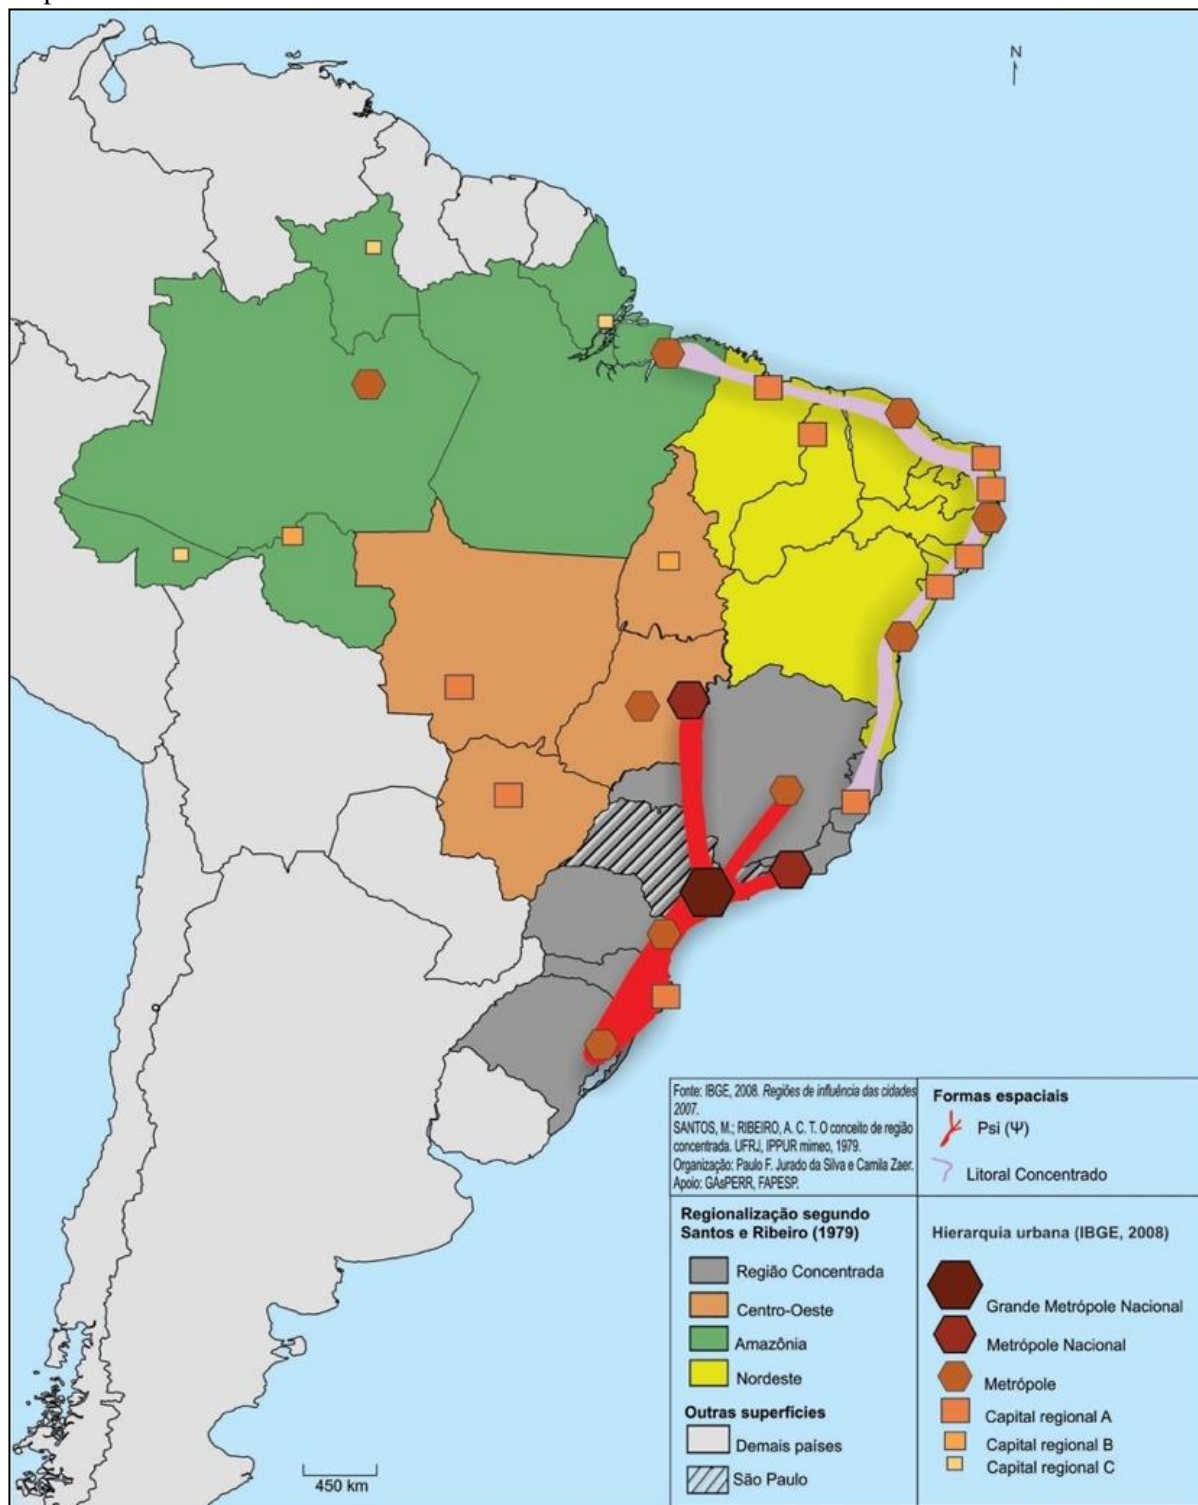 N
450 km
Fonte: IBGE, 2008. Regiões de influência das cidades
2007.
SANTOS, M.; RIBEIRO, A. C. T. O conceito de região
concentrada. UFRJ, IPPUR mimeo, 1979.
Organização: Paulo F. Jurado da Silva e Camila Zaer.
Apoio: GAsPERR, FAPESP.
Formas espaciais
Psi (Ψ)
Litoral Concentrado
Regionalização segundo
Santos e Ribeiro (1979)
Região Concentrada
Centro-Oeste
Amazônia
Nordeste
Outras superfícies
Demais países
São Paulo
Hierarquia urbana (IBGE, 2008)
Grande Metrópole Nacional
Metrópole Nacional
Metrópole
Capital regional A
Capital regional B
Capital regional C